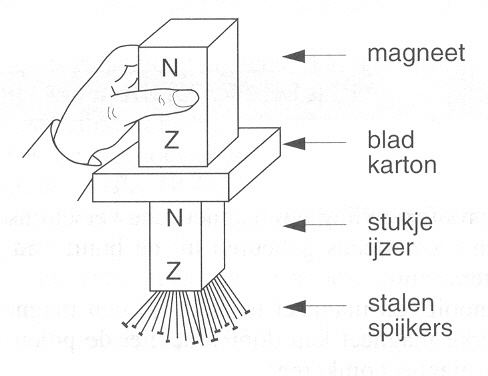 N
magneet
Z
blad
karton
N
stukje
ijzer
Z
stalen
spijkers